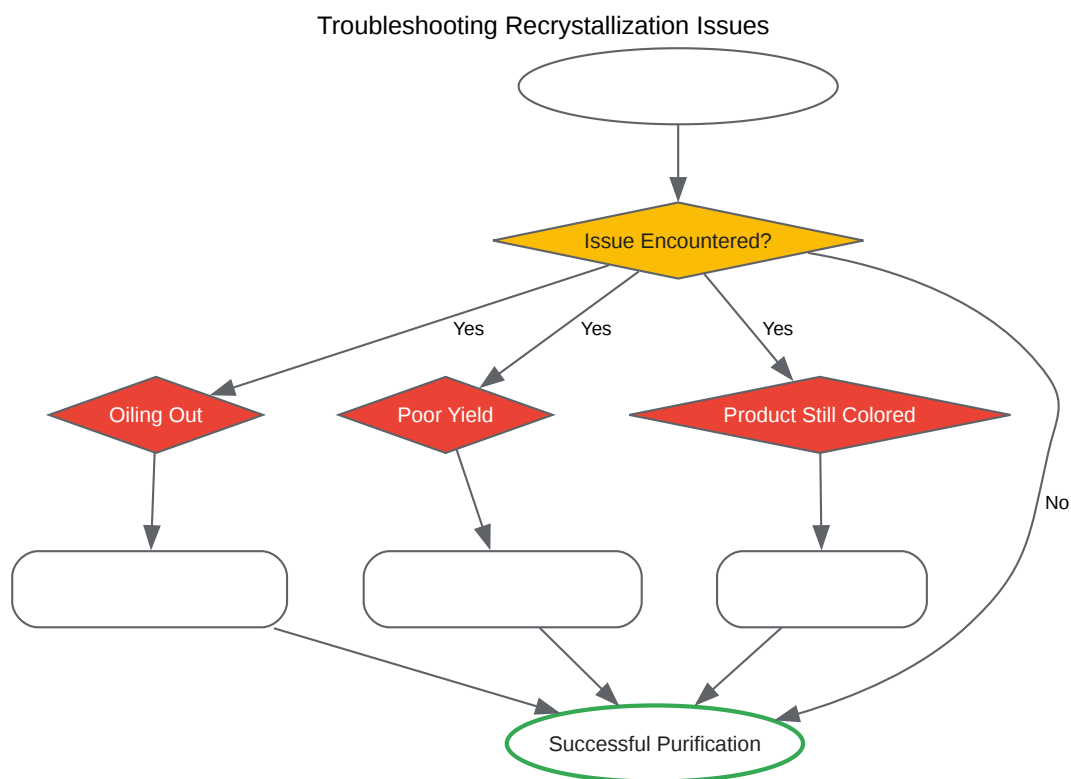 Troubleshooting Recrystallization Issues
Issue Encountered?
Yes
Yes
Yes
Oiling Out
Poor Yield
Product Still Colored
No
Successful Purification